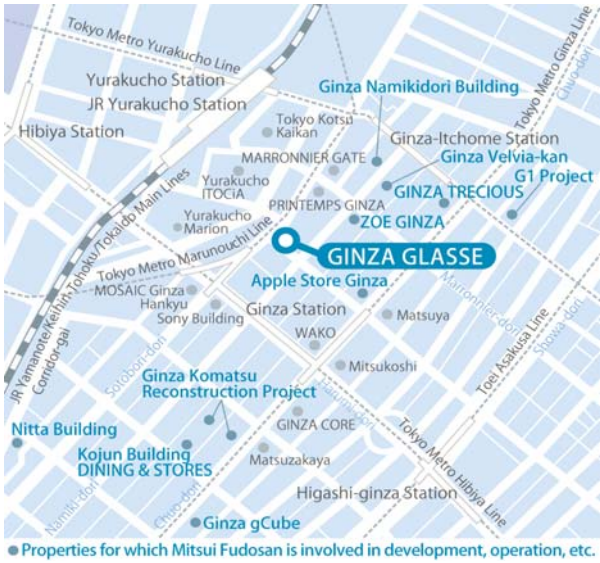 Tokyo Metro Yurakucho Line
Tokyo Metro Ginza Line
Chuo-dori
Yurakucho Station
JR Yurakucho Station
Ginza Namikidori Building
Hibiya Station
Tokyo Kotsu
Kaikan
Ginza-Itchome Station
MARRONNIER GATE
Ginza Velvia-kan
G1 Project
Yurakucho
ITOCiA
PRINTEMPS GINZA
GINZA TRECIOUS
ZOE GINZA
Yurakucho
Marion
GINZA GLASSE
Tokyo Metro Marunouchi Line
JR Yamanote/Keihin-Tohoku/Tokaido Main Lines
Corridor-gai
MOSAIC Ginza
Hankyu
Sony Building
Apple Store Ginza
Ginza Station
Matsuya
Marronnier-dori
Showa-dori
WAKO
Mitsukoshi
Toei Asakusa Line
Sotobori-dori
Ginza Komatsu
Reconstruction Project
Harumi-dori
GINZA CORE
Nitta Building
Kojun Building
DINING & STORES
Matsuzakaya
Tokyo Metro Hibiya Line
Higashi-ginza Station
Namiki-dori
Chuo-dori
Ginza gCube
Properties for which Mitsui Fudosan is involved in development, operation, etc.